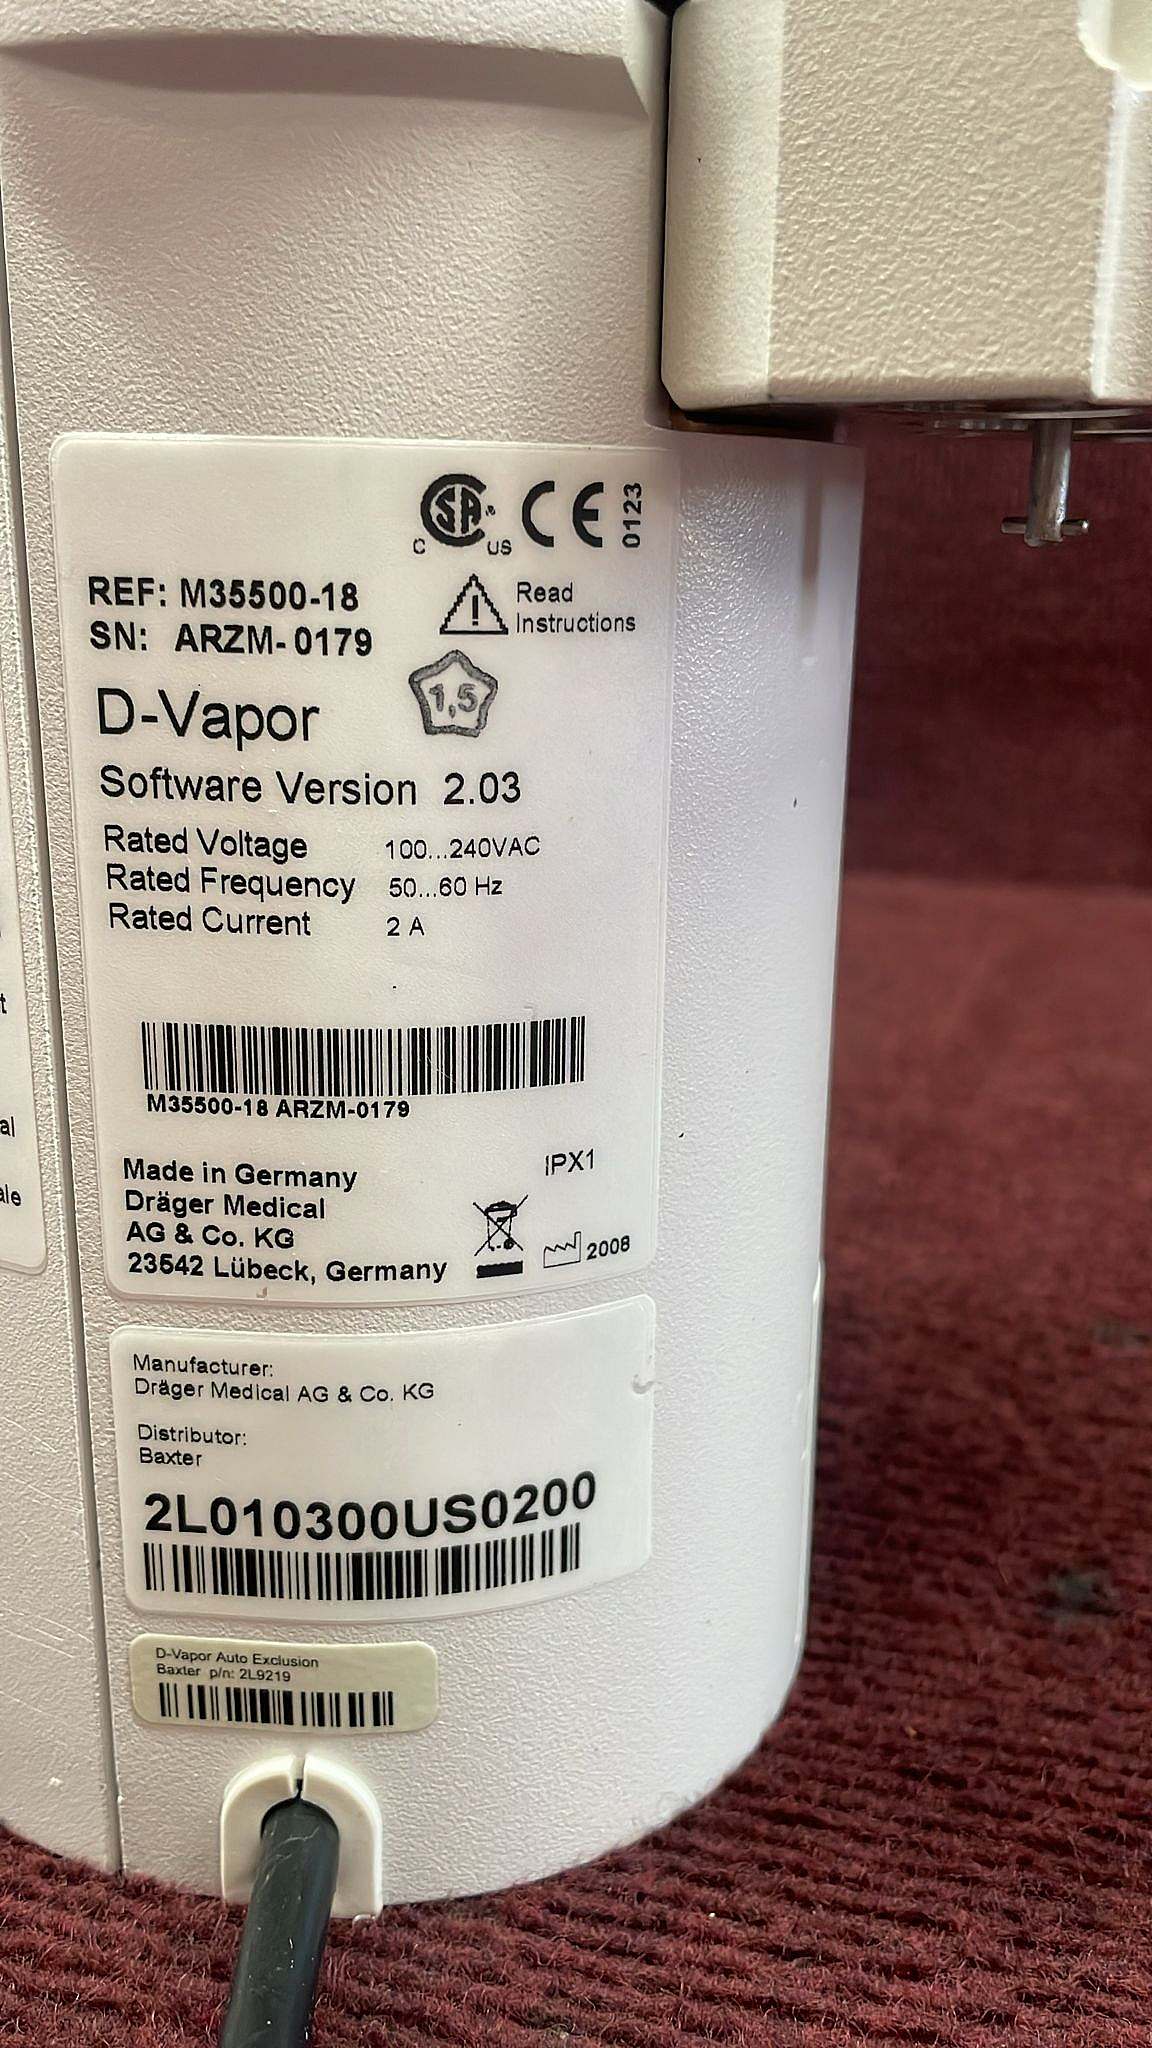 C SA® US CE 0123
REF: M35500-18
SN: ARZM-0179
Read
Instructions
D-Vapor
1,5
Software Version 2.03
Rated Voltage 100...240VAC
Rated Frequency 50...60 Hz
Rated Current 2 A
M35500-18 ARZM-0179
Made in Germany
Dräger Medical
AG & Co. KG
23542 Lübeck, Germany
IPX1
2008
Manufacturer:
Dräger Medical AG & Co. KG
Distributor:
Baxter
2L010300US0200
D-Vapor Auto Exclusion
Baxter p/n: 2L9219